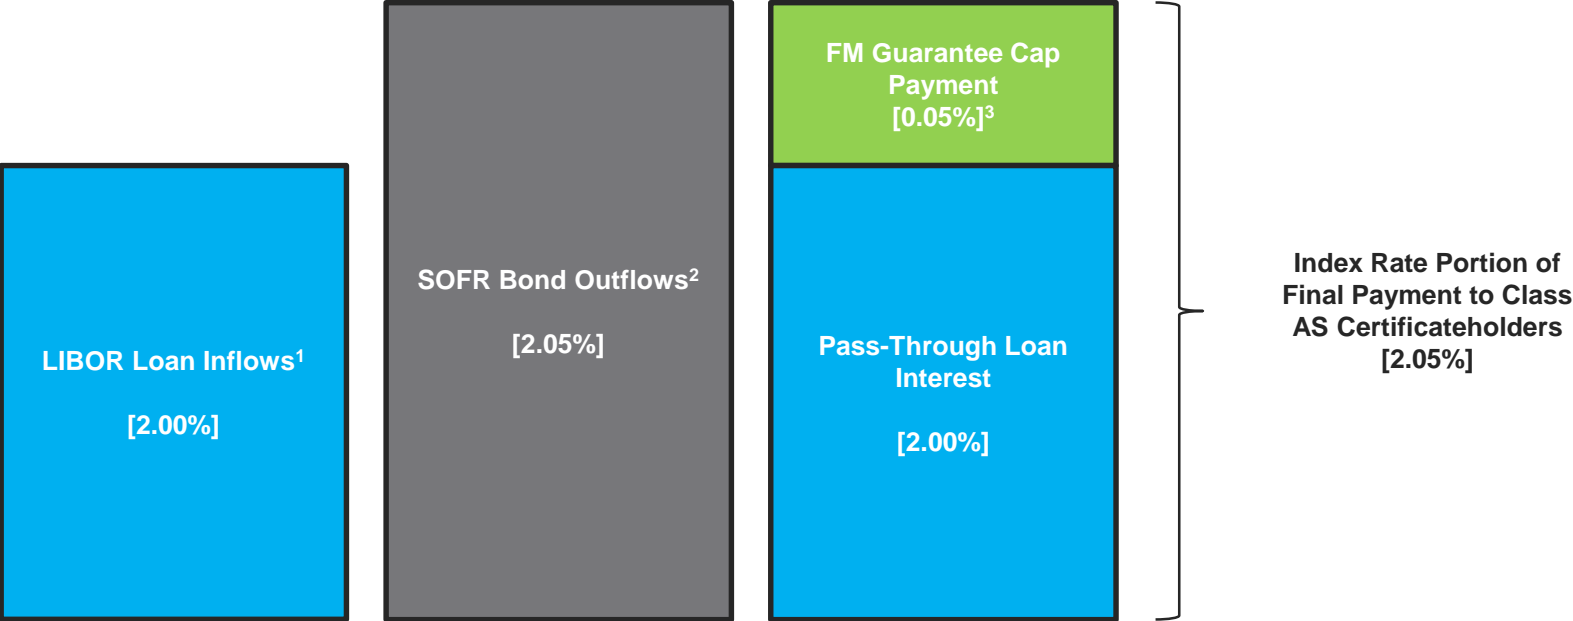 LIBOR Loan Inflows¹
[2.00%]
SOFR Bond Outflows²
[2.05%]
FM Guarantee Cap
Payment
[0.05%]³
Pass-Through Loan
Interest
[2.00%]
Index Rate Portion of
Final Payment to Class
AS Certificateholders
[2.05%]